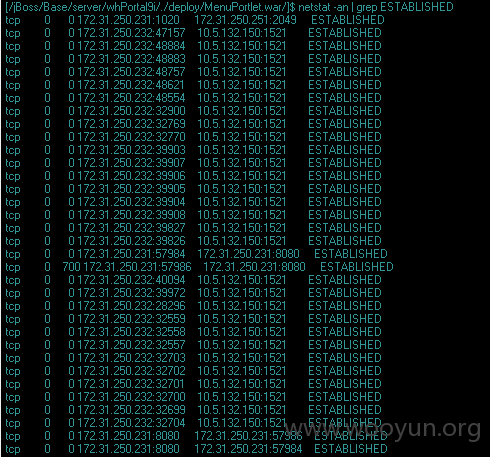 [/jBoss/Base/server/whPortal9i/./deploy/MenuPortlet.war/]$ netstat -an | grep ESTABLISHED
tcp 0 0 172.31.250.231:1020 172.31.250.251:2049 ESTABLISHED
tcp 0 0 172.31.250.232:47157 10.5.132.150:1521 ESTABLISHED
tcp 0 0 172.31.250.232:48884 10.5.132.150:1521 ESTABLISHED
tcp 0 0 172.31.250.232:48883 10.5.132.150:1521 ESTABLISHED
tcp 0 0 172.31.250.232:48757 10.5.132.150:1521 ESTABLISHED
tcp 0 0 172.31.250.232:48621 10.5.132.150:1521 ESTABLISHED
tcp 0 0 172.31.250.232:48554 10.5.132.150:1521 ESTABLISHED
tcp 0 0 172.31.250.232:32900 10.5.132.150:1521 ESTABLISHED
tcp 0 0 172.31.250.232:32769 10.5.132.150:1521 ESTABLISHED
tcp 0 0 172.31.250.232:32770 10.5.132.150:1521 ESTABLISHED
tcp 0 0 172.31.250.232:39903 10.5.132.150:1521 ESTABLISHED
tcp 0 0 172.31.250.232:39907 10.5.132.150:1521 ESTABLISHED
tcp 0 0 172.31.250.232:39906 10.5.132.150:1521 ESTABLISHED
tcp 0 0 172.31.250.232:39905 10.5.132.150:1521 ESTABLISHED
tcp 0 0 172.31.250.232:39904 10.5.132.150:1521 ESTABLISHED
tcp 0 0 172.31.250.232:39908 10.5.132.150:1521 ESTABLISHED
tcp 0 0 172.31.250.232:39827 10.5.132.150:1521 ESTABLISHED
tcp 0 0 172.31.250.232:39826 10.5.132.150:1521 ESTABLISHED
tcp 0 0 172.31.250.231:57984 172.31.250.231:8080 ESTABLISHED
tcp 0 700 172.31.250.231:57986 172.31.250.231:8080 ESTABLISHED
tcp 0 0 172.31.250.232:40094 10.5.132.150:1521 ESTABLISHED
tcp 0 0 172.31.250.232:39972 10.5.132.150:1521 ESTABLISHED
tcp 0 0 172.31.250.232:28296 10.5.132.150:1521 ESTABLISHED
tcp 0 0 172.31.250.232:32559 10.5.132.150:1521 ESTABLISHED
tcp 0 0 172.31.250.232:32558 10.5.132.150:1521 ESTABLISHED
tcp 0 0 172.31.250.232:32557 10.5.132.150:1521 ESTABLISHED
tcp 0 0 172.31.250.232:32703 10.5.132.150:1521 ESTABLISHED
tcp 0 0 172.31.250.232:32702 10.5.132.150:1521 ESTABLISHED
tcp 0 0 172.31.250.232:32701 10.5.132.150:1521 ESTABLISHED
tcp 0 0 172.31.250.232:32700 10.5.132.150:1521 ESTABLISHED
tcp 0 0 172.31.250.232:32699 10.5.132.150:1521 ESTABLISHED
tcp 0 0 172.31.250.232:32704 10.5.132.150:1521 ESTABLISHED
tcp 0 0 172.31.250.231:8080 172.31.250.231:57986 ESTABLISHED
tcp 0 0 172.31.250.231:8080 172.31.250.231:57984 ESTABLISHED
www.wooyun.org